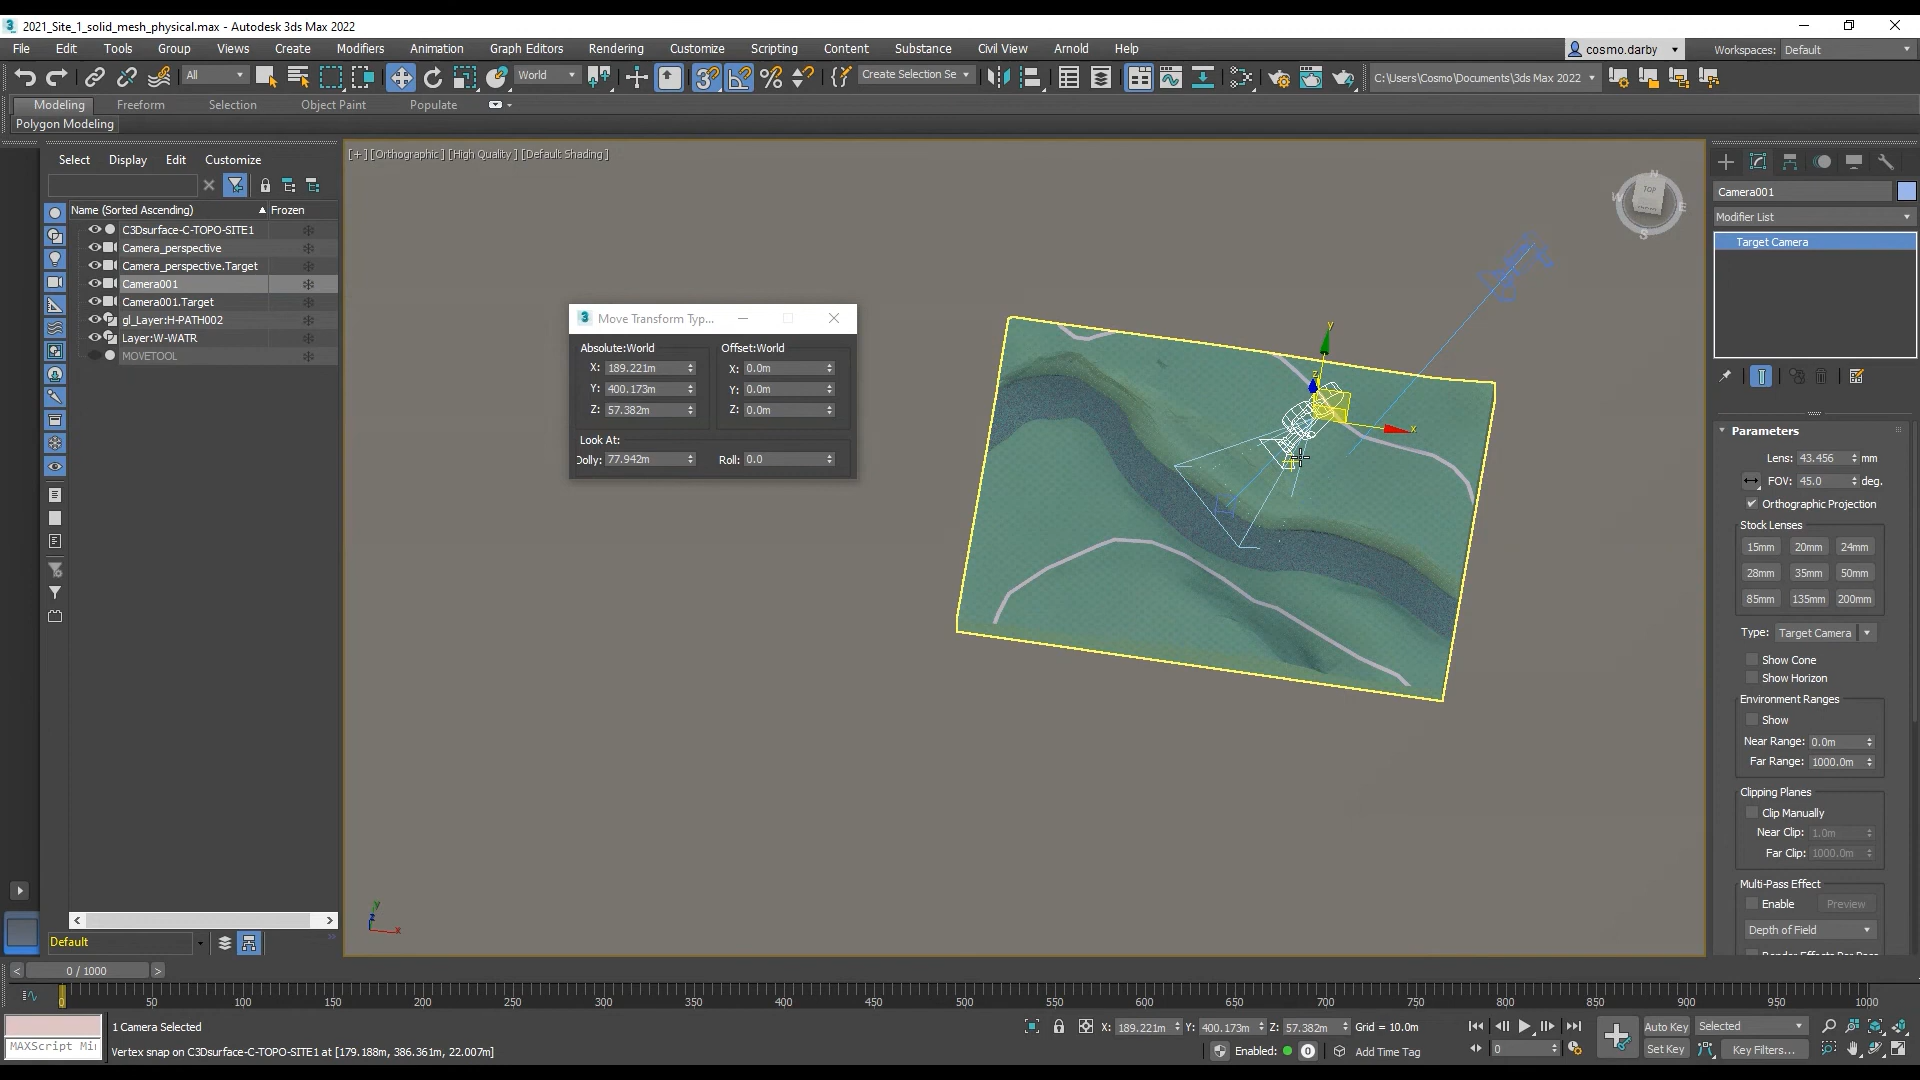 2021_Site_1_solid_mesh_physical.max - Autodesk 3ds Max 2022
File Edit Tools Group Views Create Modifiers Animation Graph Editors Rendering Customize Scripting Content Substance Civil View Arnold Help
cosmo.darby Workspaces: Default
All World Create Selection Se C:\Users\Cosmo\Documents\3ds Max 2022
Modeling Freeform Selection Object Paint Populate
Polygon Modeling
Select Display Edit Customize
[+] [Orthographic] [High Quality] [Default Shading]
Name (Sorted Ascending) Frozen
C3Dsurface-C-TOPO-SITE1
Camera_perspective
Camera_perspective.Target
Camera001
Camera001.Target
gl_Layer:H-PATH002
Layer:W-WATR
MOVETOOL
Default
Move Transform Typ...
Absolute:World Offset:World
X: 189.221m X: 0.0m
Y: 400.173m Y: 0.0m
Z: 57.382m Z: 0.0m
Look At:
Dolly: 77.942m Roll: 0.0
N
W TOP E
S
y
z
x
y
z
x
Camera001
Modifier List
Target Camera
Parameters
Lens: 43.456 mm
FOV: 45.0 deg.
Orthographic Projection
Stock Lenses
15mm 20mm 24mm
28mm 35mm 50mm
85mm 135mm 200mm
Type: Target Camera
Show Cone
Show Horizon
Environment Ranges
Show
Near Range: 0.0m
Far Range: 1000.0m
Clipping Planes
Clip Manually
Near Clip: 1.0m
Far Clip: 1000.0m
Multi-Pass Effect
Enable Preview
Depth of Field
0 / 1000
0 50 100 150 200 250 300 350 400 450 500 550 600 650 700 750 800 850 900 950 1000
1 Camera Selected
X: 189.221m Y: 400.173m Z: 57.382m Grid = 10.0m
Auto Key Selected
MAXScript Mi
Vertex snap on C3Dsurface-C-TOPO-SITE1 at [179.188m, 386.361m, 22.007m]
Enabled: 0 Add Time Tag
0
Set Key Key Filters...